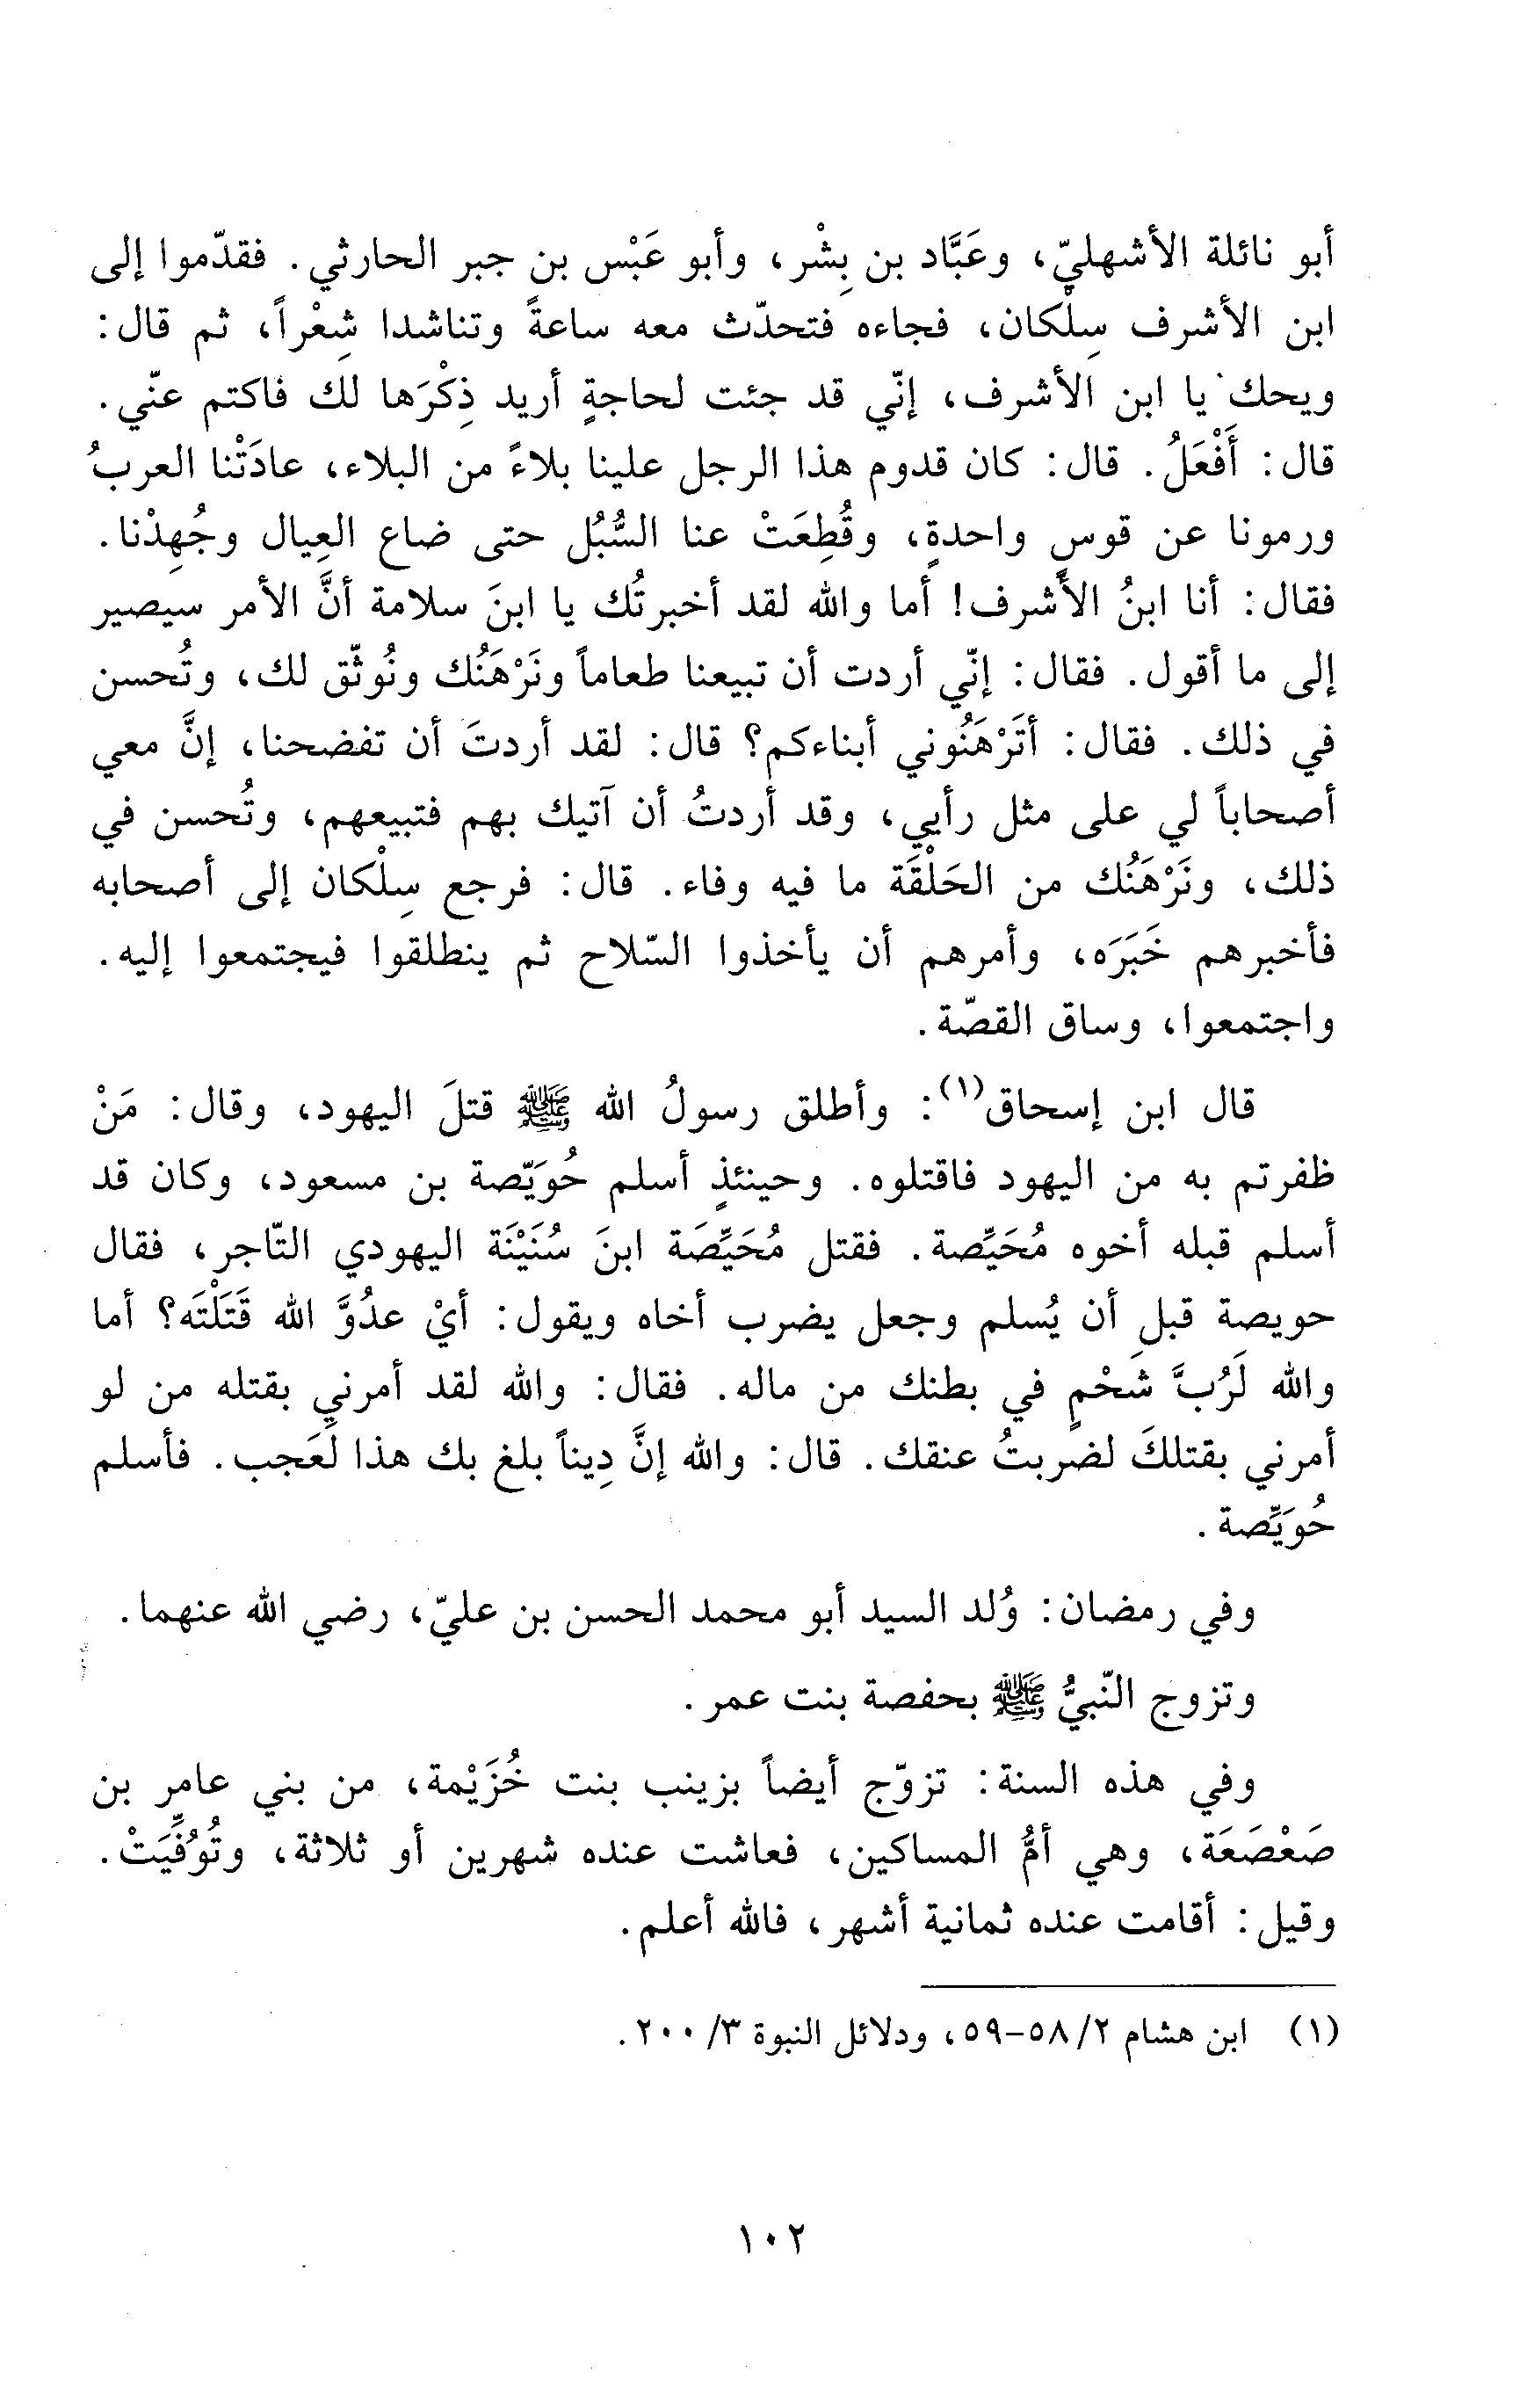 أبو نائلة الأشهليّ، وعَبَّاد بن بِشْر، وأبو عَبْس بن جبر الحارثي. فقدّموا إلى
ابن الأشرف سِلْكان، فجاءه فتحدّث معه ساعةً وتناشدا شِعْراً، ثم قال:
ويحك يا ابن الأشرف، إنّي قد جئت لحاجةٍ أريد ذِكْرَها لك فاكتم عنّي.
قال: أَفْعَلُ. قال: كان قدوم هذا الرجل علينا بلاءً من البلاء، عادَتْنا العربُ
ورمونا عن قوسٍ واحدةٍ، وقُطِعَتْ عنا السُّبُل حتى ضاع العِيال وجُهِدْنا.
فقال: أنا ابنُ الأشرف! أما والله لقد أخبرتُك يا ابنَ سلامة أنَّ الأمر سيصير
إلى ما أقول. فقال: إنّي أردت أن تبيعنا طعاماً ونَرْهَنُك ونُوثّق لك، وتُحسن
في ذلك. فقال: أتَرْهَنُوني أبناءكم؟ قال: لقد أردتَ أن تفضحنا، إنَّ معي
أصحاباً لي على مثل رأيي، وقد أردتُ أن آتيك بهم فتبيعهم، وتُحسن في
ذلك، ونَرْهَنُك من الحَلْقَة ما فيه وفاء. قال: فرجع سِلْكان إلى أصحابه
فأخبرهم خَبَرَه، وأمرهم أن يأخذوا السّلاح ثم ينطلقوا فيجتمعوا إليه.
واجتمعوا، وساق القصّة.
قال ابن إسحاق(١): وأطلق رسولُ الله ﷺ قتلَ اليهود، وقال: مَنْ
ظفرتم به من اليهود فاقتلوه. وحينئذٍ أسلم حُوَيّصة بن مسعود، وكان قد
أسلم قبله أخوه مُحَيِّصة. فقتل مُحَيِّصَة ابنَ سُنَيْنَة اليهودي التّاجر، فقال
حويصة قبلِ أن يُسلم وجعل يضرب أخاه ويقول: أيْ عدُوَّ الله قَتَلْتَه؟ أما
والله لَرُبَّ شَحْمٍ في بطنك من ماله. فقال: والله لقد أمرني بقتله من لو
أمرني بقتلكَ لضربتُ عنقك. قال: والله إنَّ دِيناً بلغ بك هذا لَعَجب. فأسلم
حُوَيِّصة.
وفي رمضان: وُلد السيد أبو محمد الحسن بن عليّ، رضي الله عنهما.
وتزوج النّبيُّ ﷺ بحفصة بنت عمر.
وفي هذه السنة: تزوّج أيضاً بزينب بنت خُزَيْمة، من بني عامر بن
صَعْصَعَة، وهي أمُّ المساكين، فعاشت عنده شهرين أو ثلاثة، وتُوُفِّيَتْ.
وقيل: أقامت عنده ثمانية أشهر، فالله أعلم.
(١) ابن هشام ٢/ ٥٨-٥٩، ودلائل النبوة ٣/ ٢٠٠.
١٠٢